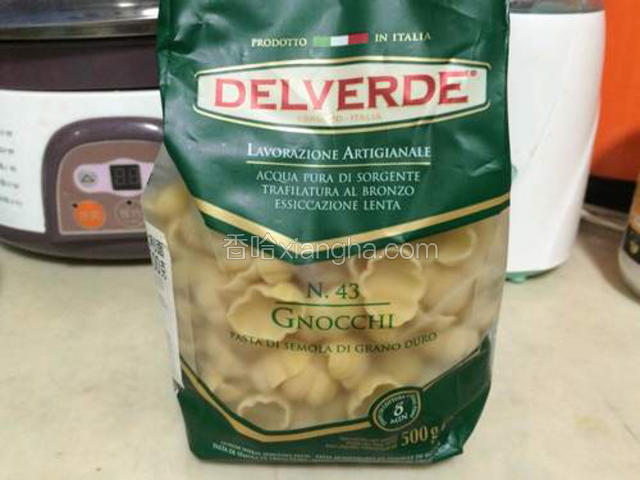 PRODOTTO IN ITALIA
DELVERDE®
LAVORAZIONE ARTIGIANALE
ACQUA PURA DI SORGENTE
TRAFILATURA AL BRONZO
ESSICCAZIONE LENTA
香哈xiangha.com
N. 43
GNOCCHI
PASTA DI SEMOLA DI GRANO DURO
8
MIN
500g